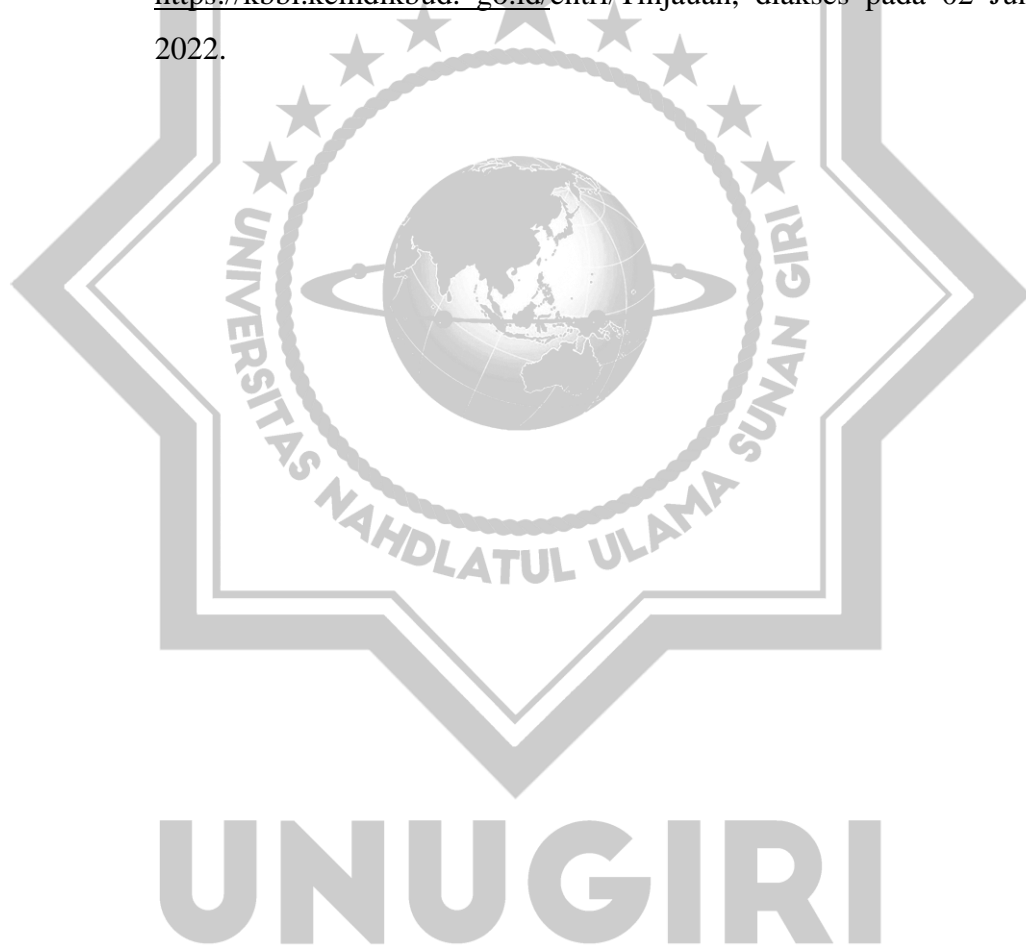 https://kbbi.kemdikbud. go.id/entri/Tinjauan, diakses pada 02 Juni
2022.
UNIVERSITAS NAHDLATUL ULAMA SUNAN GIRI
UNUGIRI